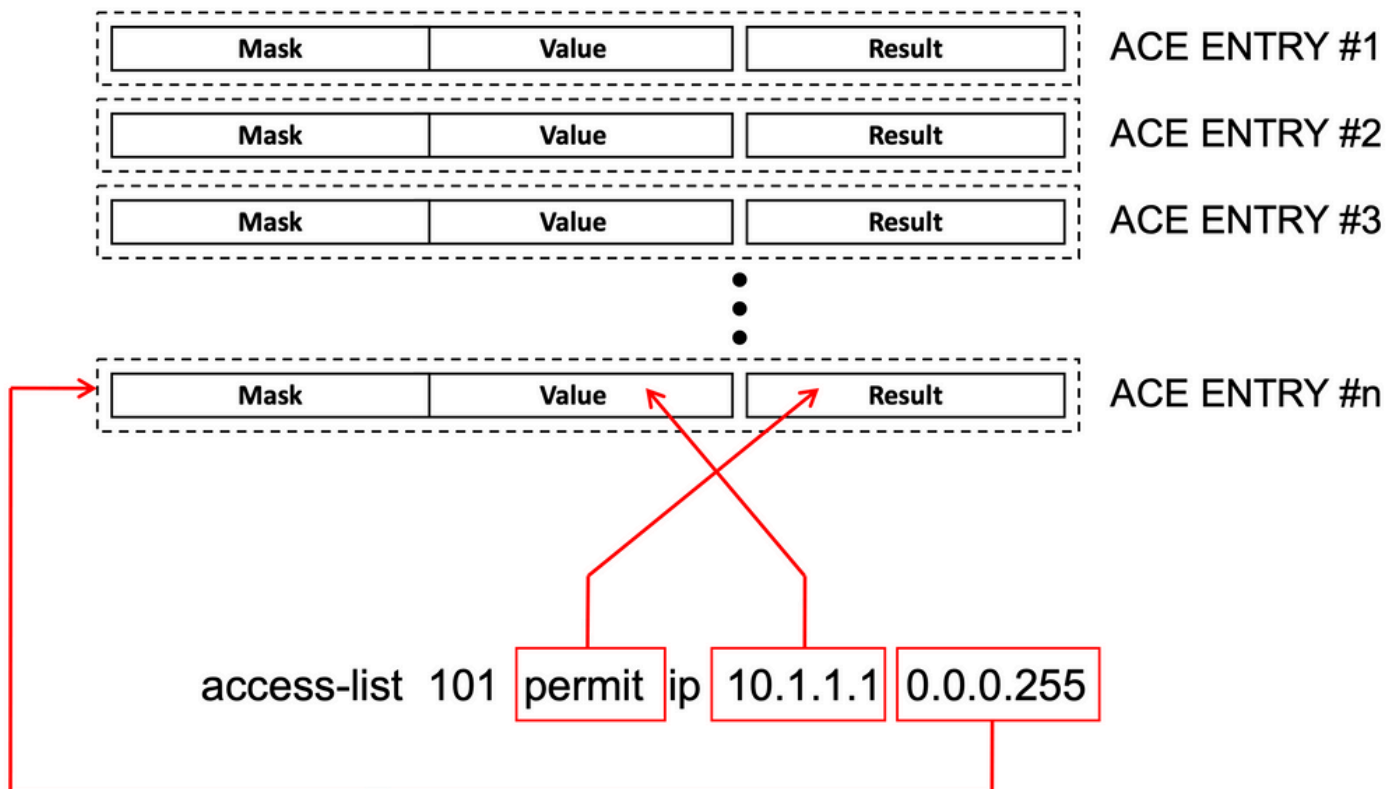 Mask Value Result ACE ENTRY #1
Mask Value Result ACE ENTRY #2
Mask Value Result ACE ENTRY #3
Mask Value Result ACE ENTRY #n
access-list 101 permit ip 10.1.1.1 0.0.0.255